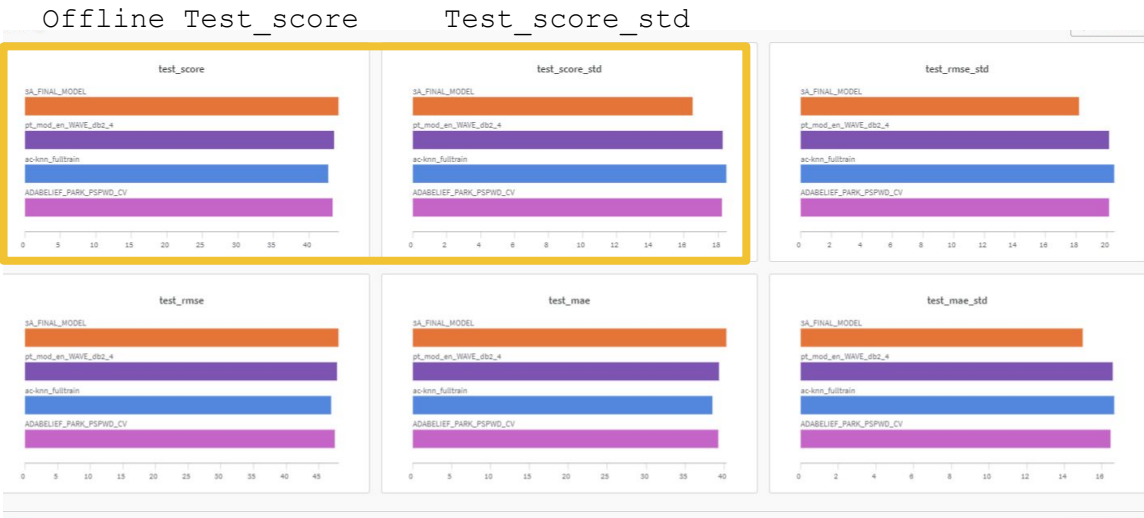 Offline Test_score Test_score_std
test_score
SA_FINAL_MODEL
pt_mod_en_WAVE_db2_4
ac-knn_fulltrain
ADABELIEF_PARK_PSPWD_CV
0 5 10 15 20 25 30 35 40
test_score_std
SA_FINAL_MODEL
pt_mod_en_WAVE_db2_4
ac-knn_fulltrain
ADABELIEF_PARK_PSPWD_CV
0 2 4 6 8 10 12 14 16 18
test_rmse_std
SA_FINAL_MODEL
pt_mod_en_WAVE_db2_4
ac-knn_fulltrain
ADABELIEF_PARK_PSPWD_CV
0 2 4 6 8 10 12 14 16 18 20
test_rmse
SA_FINAL_MODEL
pt_mod_en_WAVE_db2_4
ac-knn_fulltrain
ADABELIEF_PARK_PSPWD_CV
0 5 10 15 20 25 30 35 40 45
test_mae
SA_FINAL_MODEL
pt_mod_en_WAVE_db2_4
ac-knn_fulltrain
ADABELIEF_PARK_PSPWD_CV
0 5 10 15 20 25 30 35 40
test_mae_std
SA_FINAL_MODEL
pt_mod_en_WAVE_db2_4
ac-knn_fulltrain
ADABELIEF_PARK_PSPWD_CV
0 2 4 6 8 10 12 14 16